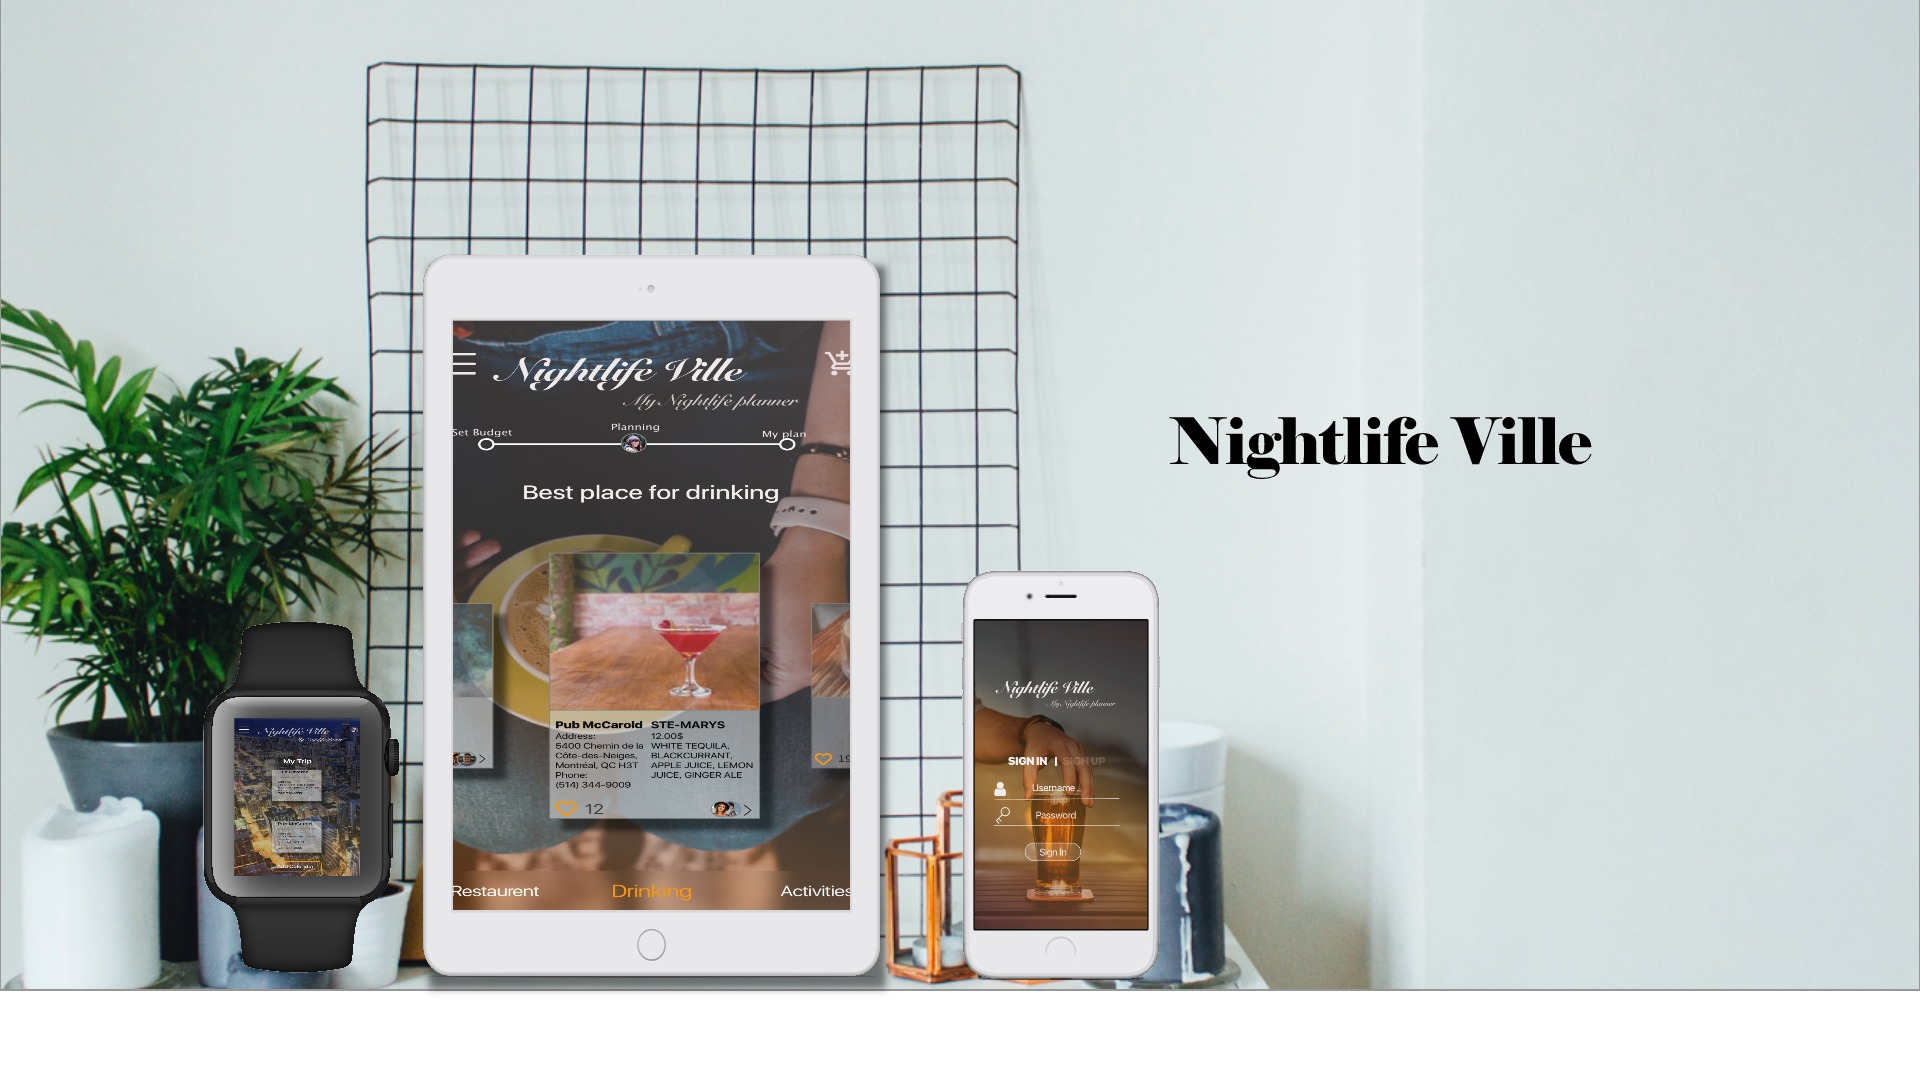 Nightlife Ville
My Nightlife planner
Set Budget
Planning
My plan
Best place for drinking
Pub McCarold
Address:
5400 Chemin de la
Côte-des-Neiges,
Montréal, QC H3T
Phone:
(514) 344-9009
STE-MARYS
12.00$
WHITE TEQUILA,
BLACKCURRANT,
APPLE JUICE, LEMON
JUICE, GINGER ALE
12
19
Restaurent
Drinking
Activities
Nightlife Ville
Nightlife Ville
My Nightlife planner
SIGN IN | SIGN UP
Username
Password
Sign In
Nightlife Ville
My Trip